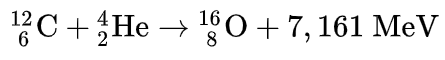 ¹²₆C + ⁴₂He → ¹⁶₈O + 7,161 MeV